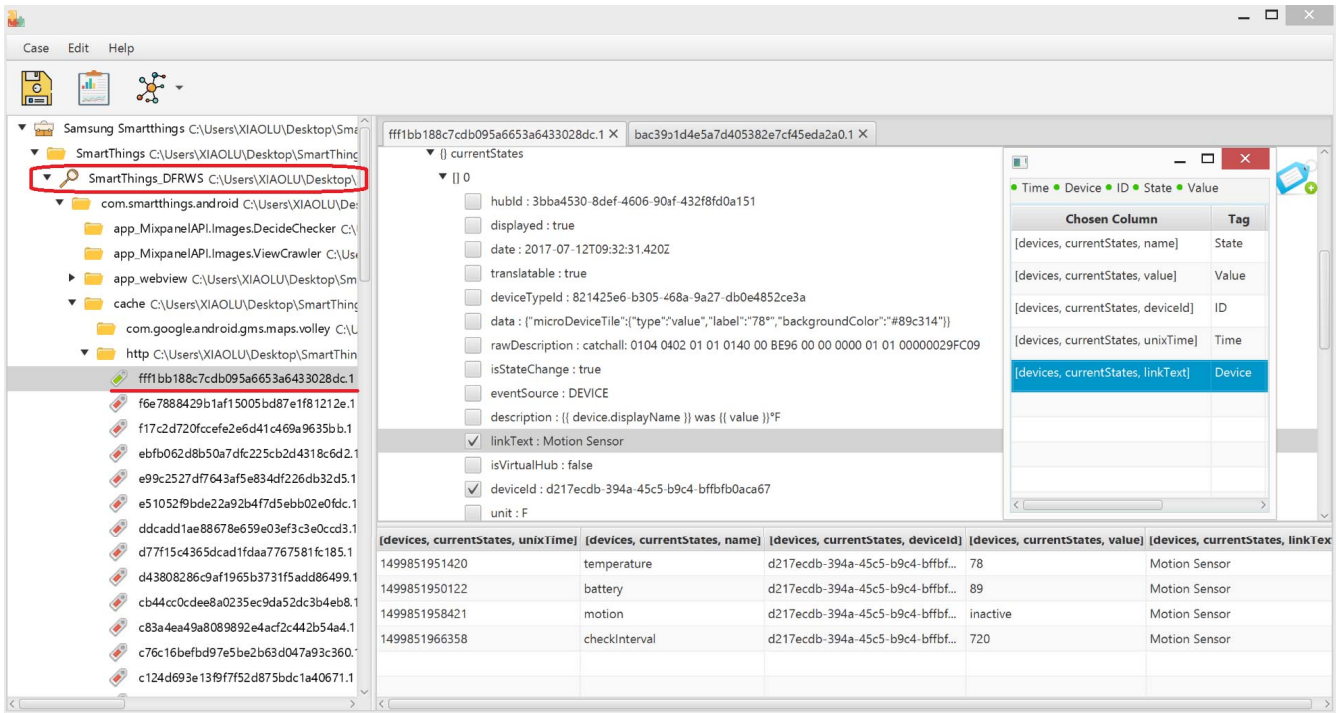 Case Edit Help
Samsung Smartthings C:\Users\XIAOLU\Desktop\Sma
SmartThings C:\Users\XIAOLU\Desktop\SmartThing
SmartThings_DFRWS C:\Users\XIAOLU\Desktop\
com.smartthings.android C:\Users\XIAOLU\De
app_MixpanelAPI.Images.DecideChecker C:\
app_MixpanelAPI.Images.ViewCrawler C:\Use
app_webview C:\Users\XIAOLU\Desktop\Sm
cache C:\Users\XIAOLU\Desktop\SmartThing
com.google.android.gms.maps.volley C:\U
http C:\Users\XIAOLU\Desktop\SmartThin
fff1bb188c7cdb095a6653a6433028dc.1
f6e7888429b1af15005bd87e1f81212e.1
f17c2d720fccefe2e6d41c469a9635bb.1
ebfb062d8b50a7dfc225cb2d4318c6d2.1
e99c2527df7643af5e834df226db32d5.1
e51052f9bde22a92b4f7d5ebb02e0fdc.1
ddcadd1ae88678e659e03ef3c3e0ccd3.1
d77f15c4365dcad1fdaa7767581fc185.1
d43808286c9af1965b3731f5add86499.1
cb44cc0cdee8a0235ec9da52dc3b4eb8.1
c83a4ea49a8089892e4acf2c442b54a4.1
c76c16befbd97e5be2b63d047a93c360.1
c124d693e13f9f7f52d875bdc1a40671.1
fff1bb188c7cdb095a6653a6433028dc.1 bac39b1d4e5a7d405382e7cf45eda2a0.1
{} currentStates
[] 0
hubId : 3bba4530-8def-4606-90af-432f8fd0a151
displayed : true
date : 2017-07-12T09:32:31.420Z
translatable : true
deviceTypeId : 821425e6-b305-468a-9a27-db0e4852ce3a
data : {"microDeviceTile":{"type":"value","label":"78°","backgroundColor":"#89c314"}}
rawDescription : catchall: 0104 0402 01 01 0140 00 BE96 00 00 0000 01 01 00000029FC09
isStateChange : true
eventSource : DEVICE
description : {{ device.displayName }} was {{ value }}°F
linkText : Motion Sensor
isVirtualHub : false
deviceId : d217ecdb-394a-45c5-b9c4-bffbfb0aca67
unit : F
Time Device ID State Value
Chosen Column Tag
[devices, currentStates, name] State
[devices, currentStates, value] Value
[devices, currentStates, deviceId] ID
[devices, currentStates, unixTime] Time
[devices, currentStates, linkText] Device
[devices, currentStates, unixTime] [devices, currentStates, name] [devices, currentStates, deviceId] [devices, currentStates, value] [devices, currentStates, linkTex
1499851951420 temperature d217ecdb-394a-45c5-b9c4-bffbf... 78 Motion Sensor
1499851950122 battery d217ecdb-394a-45c5-b9c4-bffbf... 89 Motion Sensor
1499851958421 motion d217ecdb-394a-45c5-b9c4-bffbf... inactive Motion Sensor
1499851966358 checkInterval d217ecdb-394a-45c5-b9c4-bffbf... 720 Motion Sensor